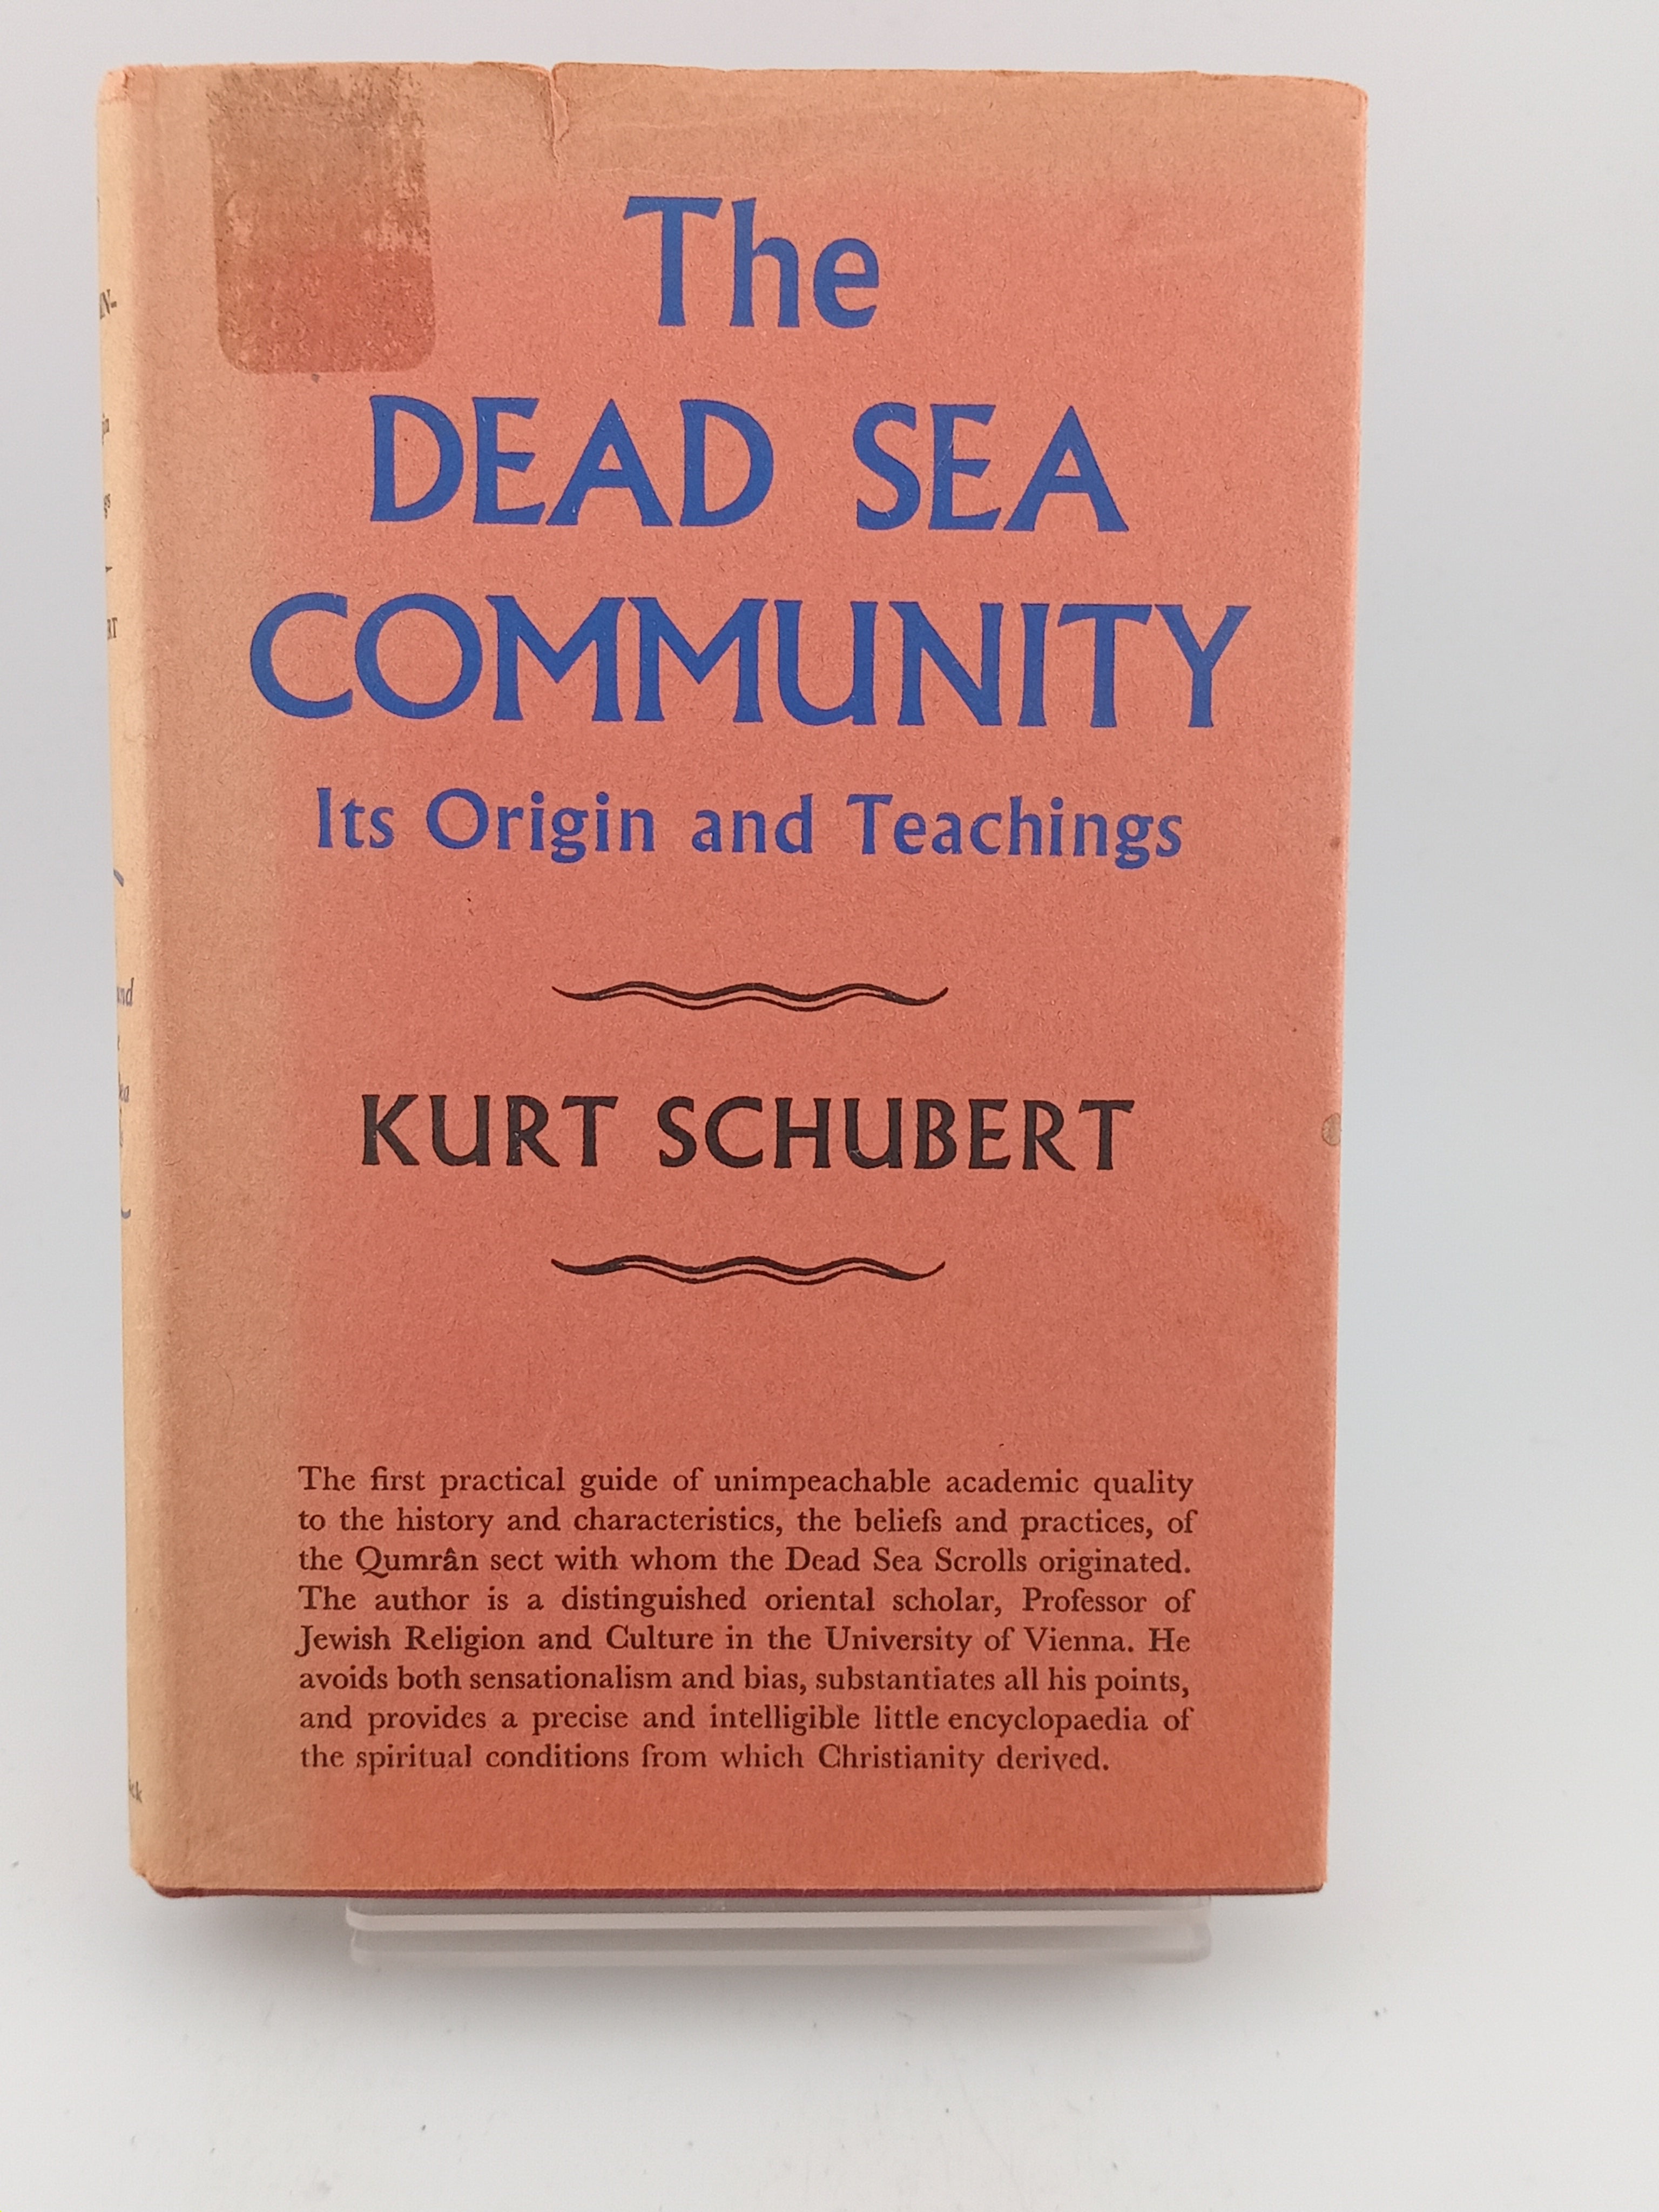 The
DEAD SEA
COMMUNITY
Its Origin and Teachings
KURT SCHUBERT
The first practical guide of unimpeachable academic quality
to the history and characteristics, the beliefs and practices, of
the Qumrân sect with whom the Dead Sea Scrolls originated.
The author is a distinguished oriental scholar, Professor of
Jewish Religion and Culture in the University of Vienna. He
avoids both sensationalism and bias, substantiates all his points,
and provides a precise and intelligible little encyclopaedia of
the spiritual conditions from which Christianity derived.